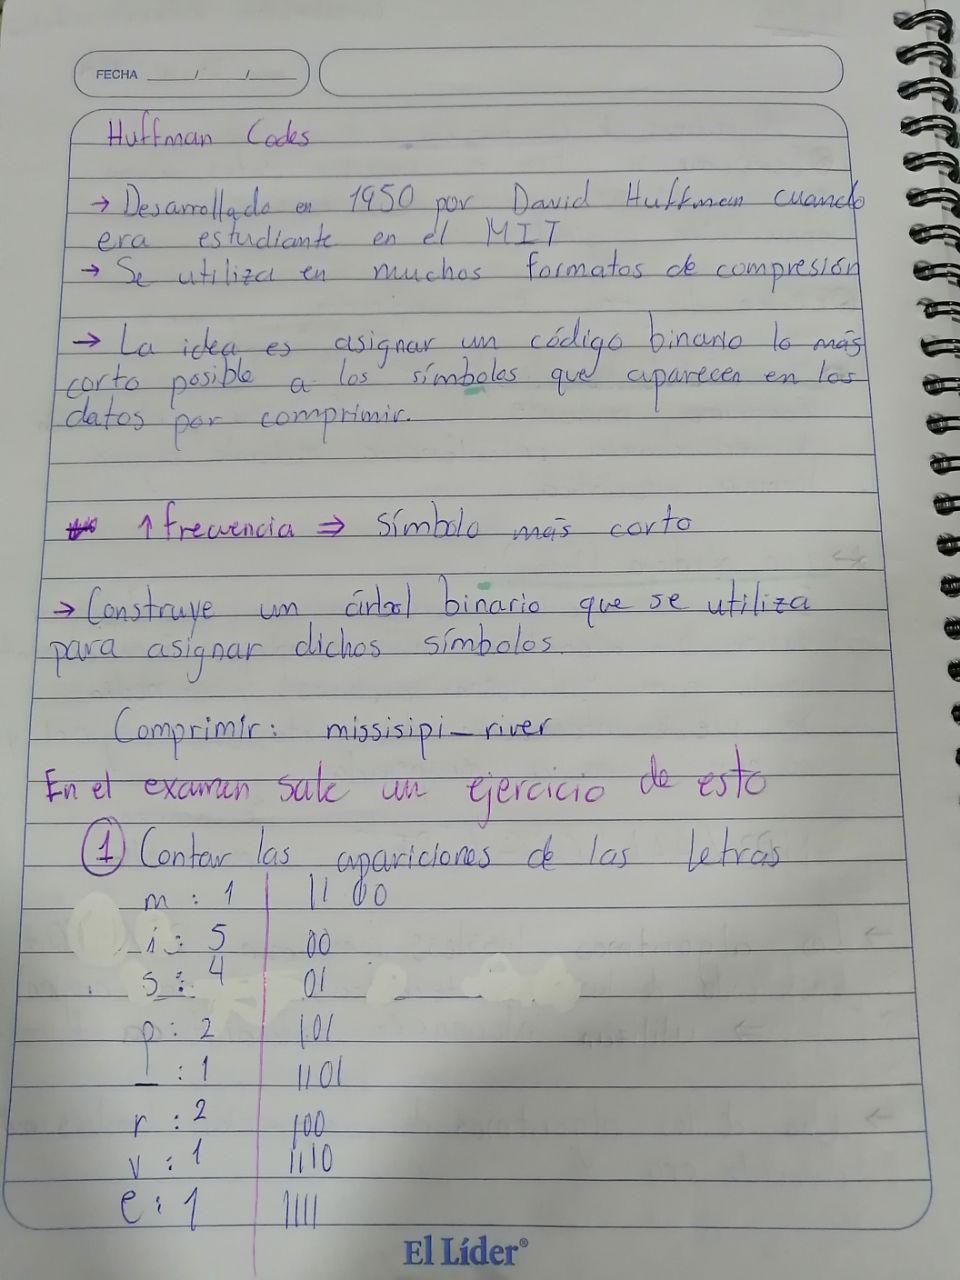 FECHA ____/____/____
Huffman Codes
→ Desarrollado en 1950 por David Huffman cuando
era estudiante en el MIT
→ Se utiliza en muchos formatos de compresión
→ La idea es asignar un código binario lo más
corto posible a los símbolos que aparecen en los
datos por comprimir.
↑ frecuencia ⇒ símbolo más corto
→ Construye un árbol binario que se utiliza
para asignar dichos símbolos.
Comprimir: missisipi_river
En el examen sale un ejercicio de esto
① Contar las apariciones de las letras
m : 1 1100
i : 5 00
s : 4 01
p : 2 101
_ : 1 1101
r : 2 100
v : 1 1110
e : 1 1111
El Líder®